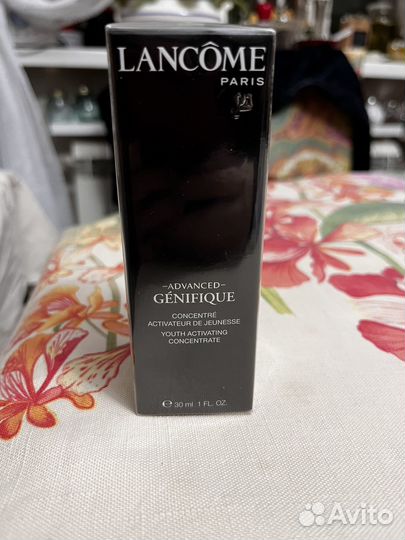 LANCÔME
PARIS
-ADVANCED-
GÉNIFIQUE
CONCENTRÉ
ACTIVATEUR DE JEUNESSE
YOUTH ACTIVATING
CONCENTRATE
℮ 30 ml 1 FL. OZ.
Avito